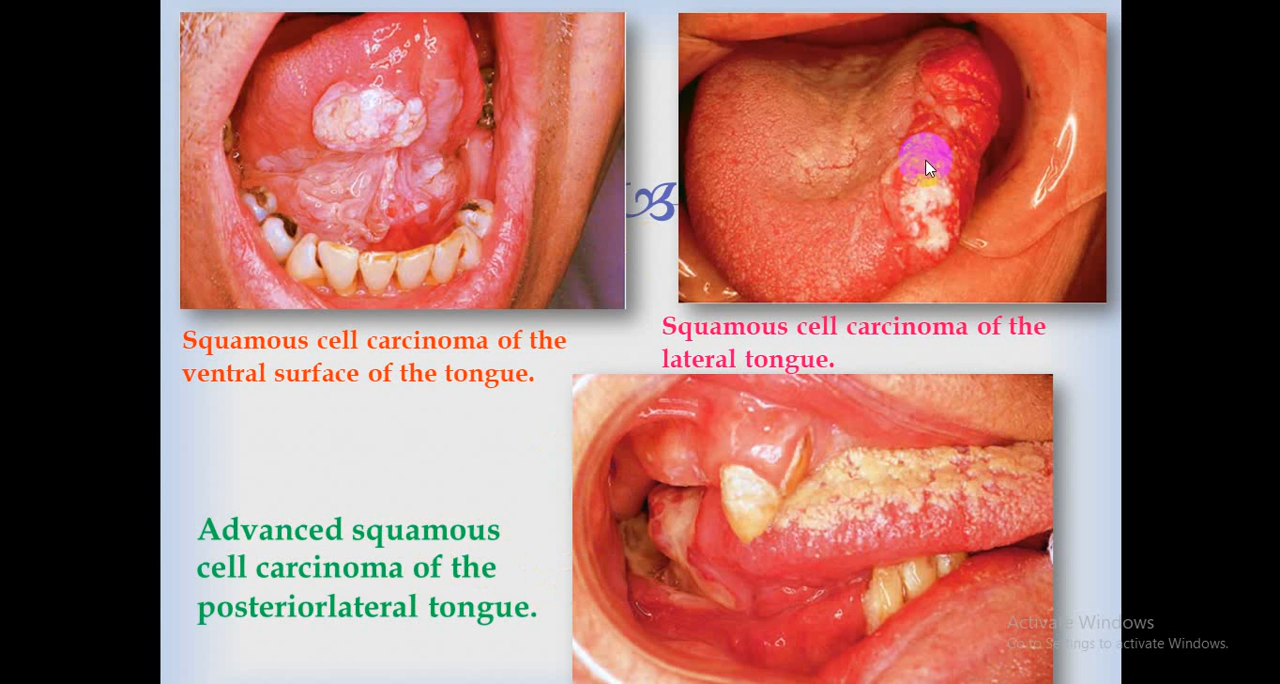 Squamous cell carcinoma of the
ventral surface of the tongue.
Squamous cell carcinoma of the
lateral tongue.
Advanced squamous
cell carcinoma of the
posteriorlateral tongue.
Activate Windows
Go to Settings to activate Windows.